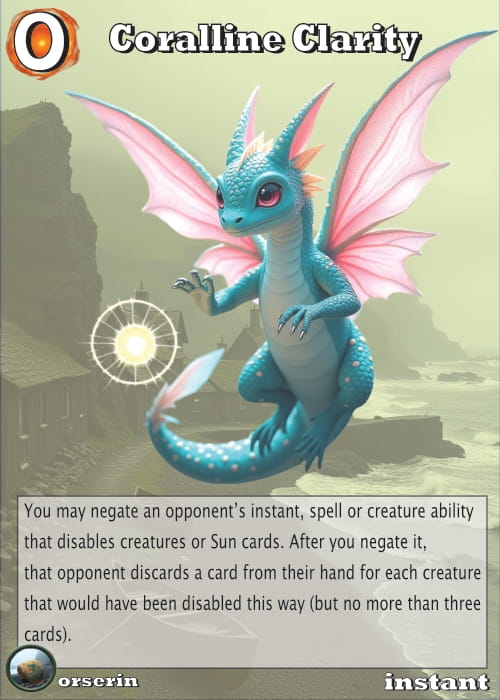 0
Coralline Clarity
You may negate an opponent's instant, spell or creature ability
that disables creatures or Sun cards. After you negate it,
that opponent discards a card from their hand for each creature
that would have been disabled this way (but no more than three
cards).
orserin
instant